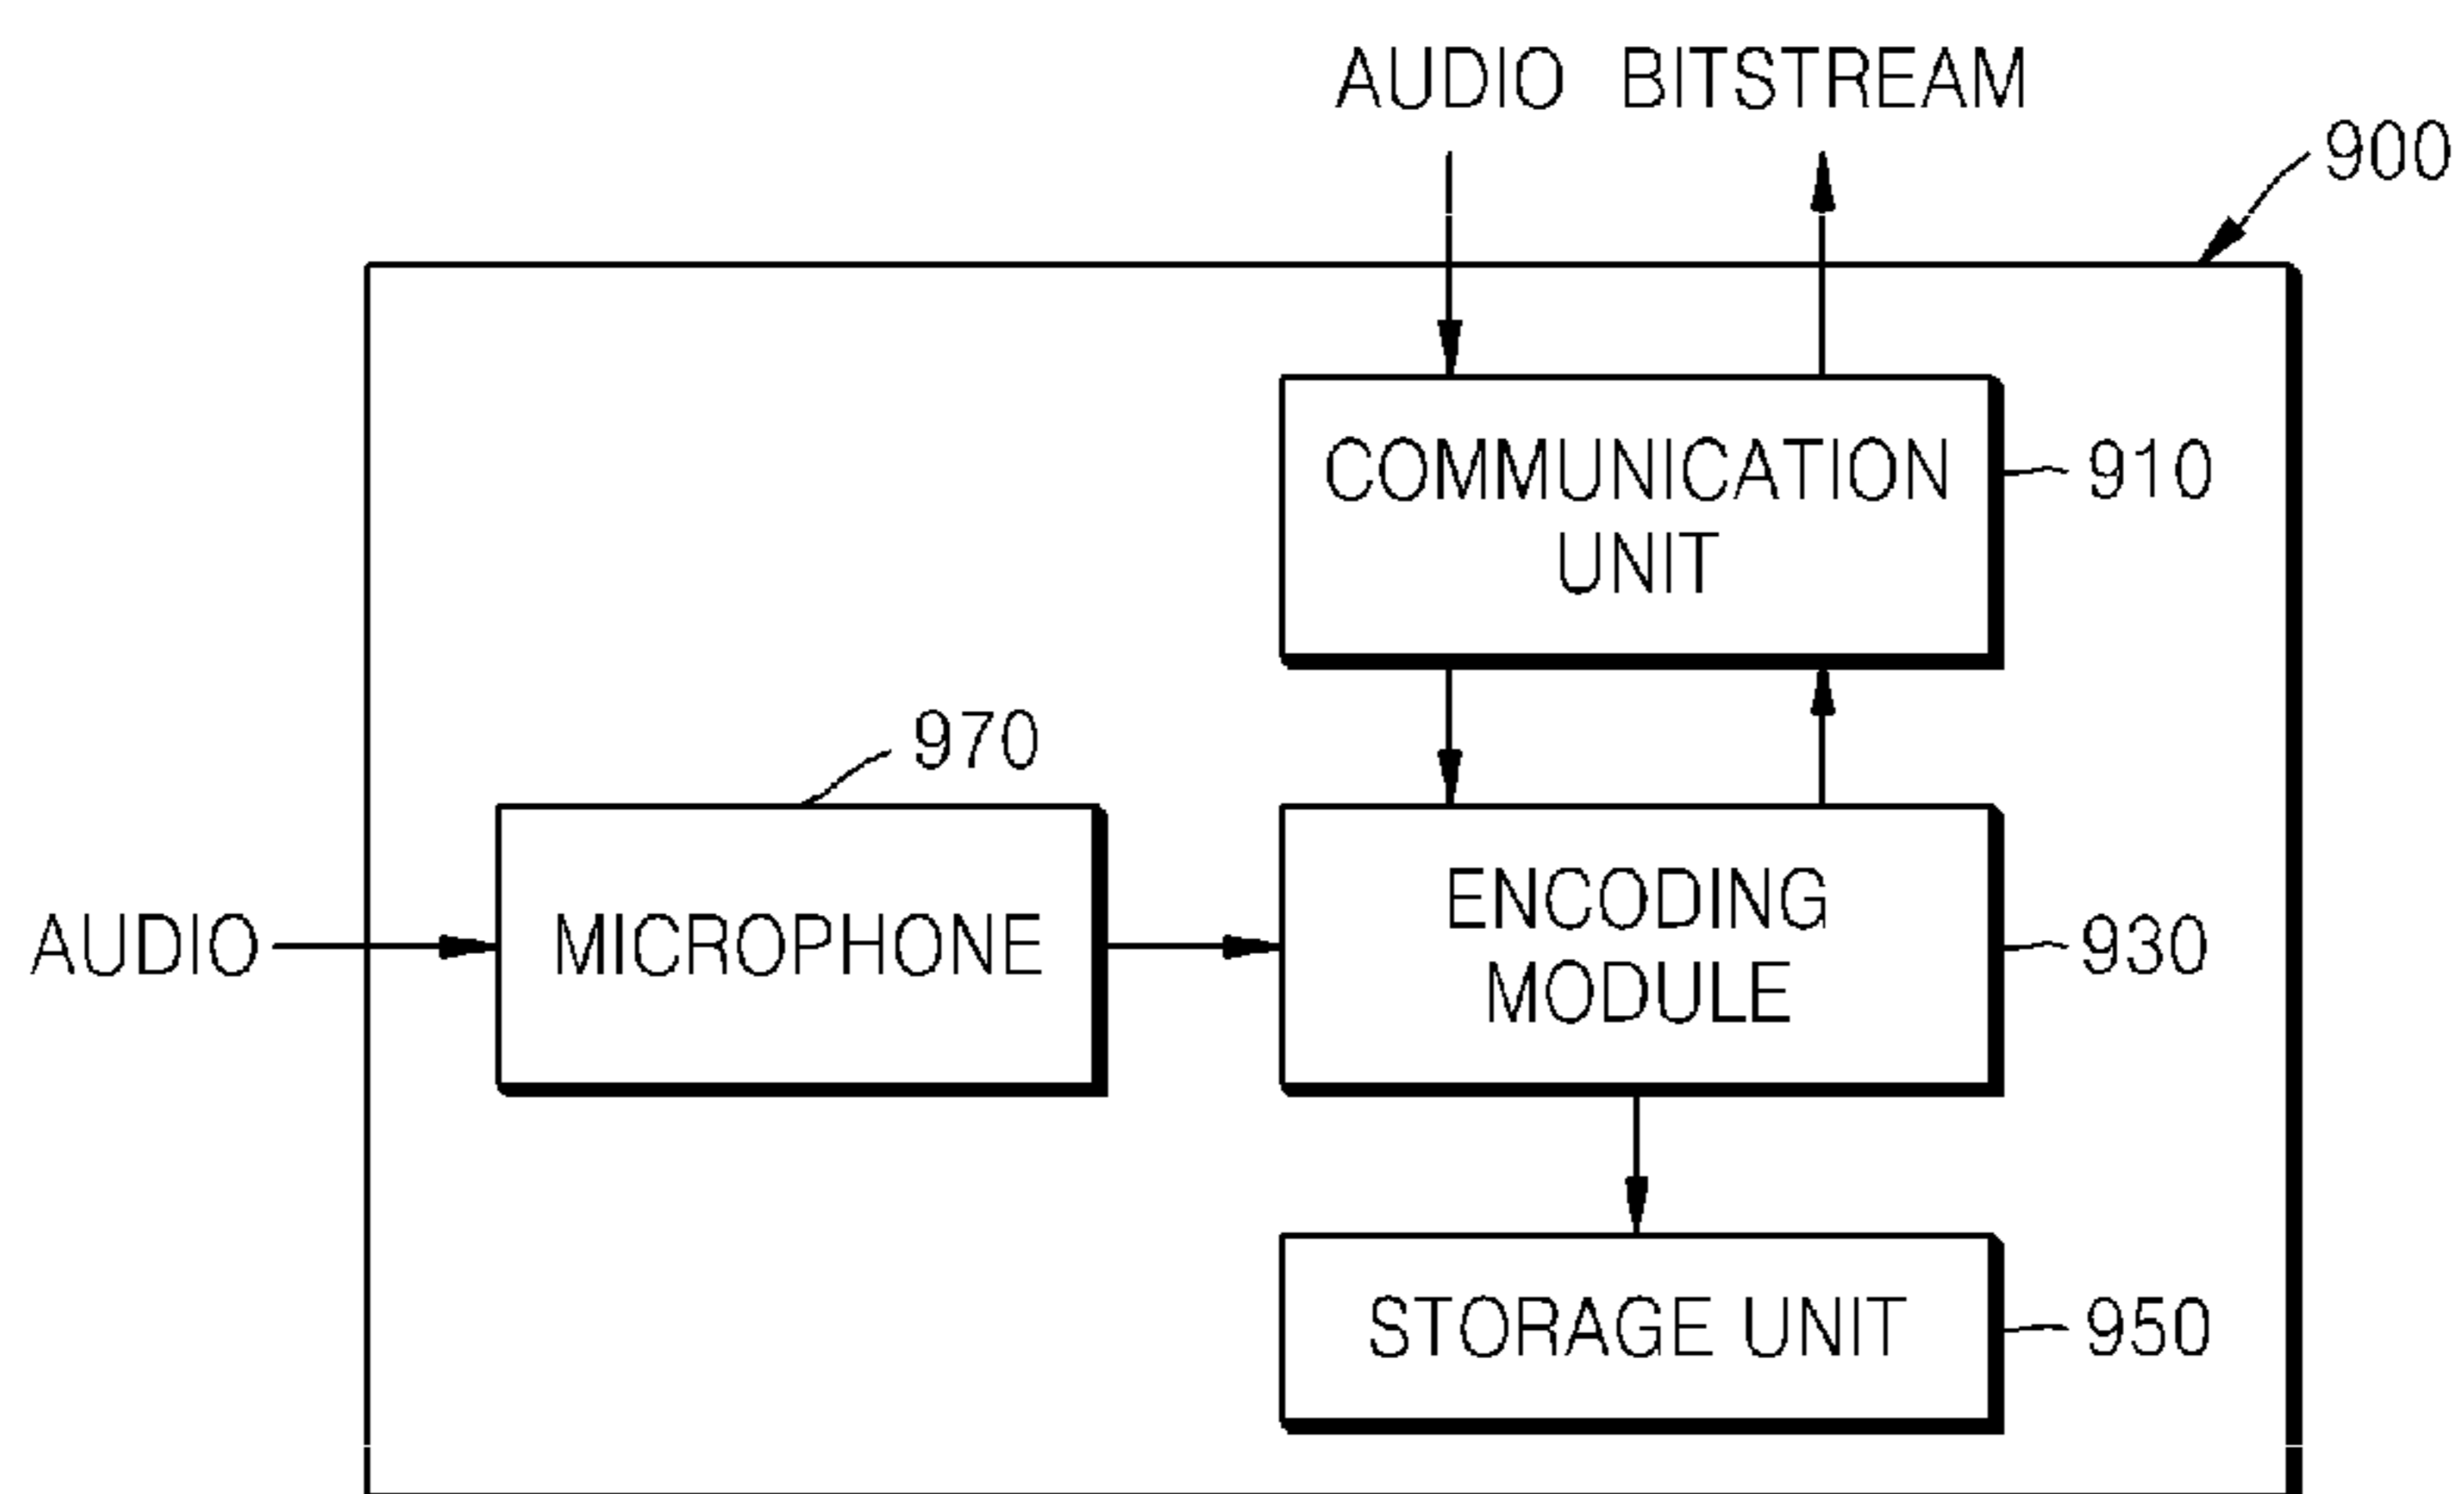 AUDIO BITSTREAM
900
COMMUNICATION
UNIT
910
970
AUDIO
MICROPHONE
ENCODING
MODULE
930
STORAGE UNIT
950